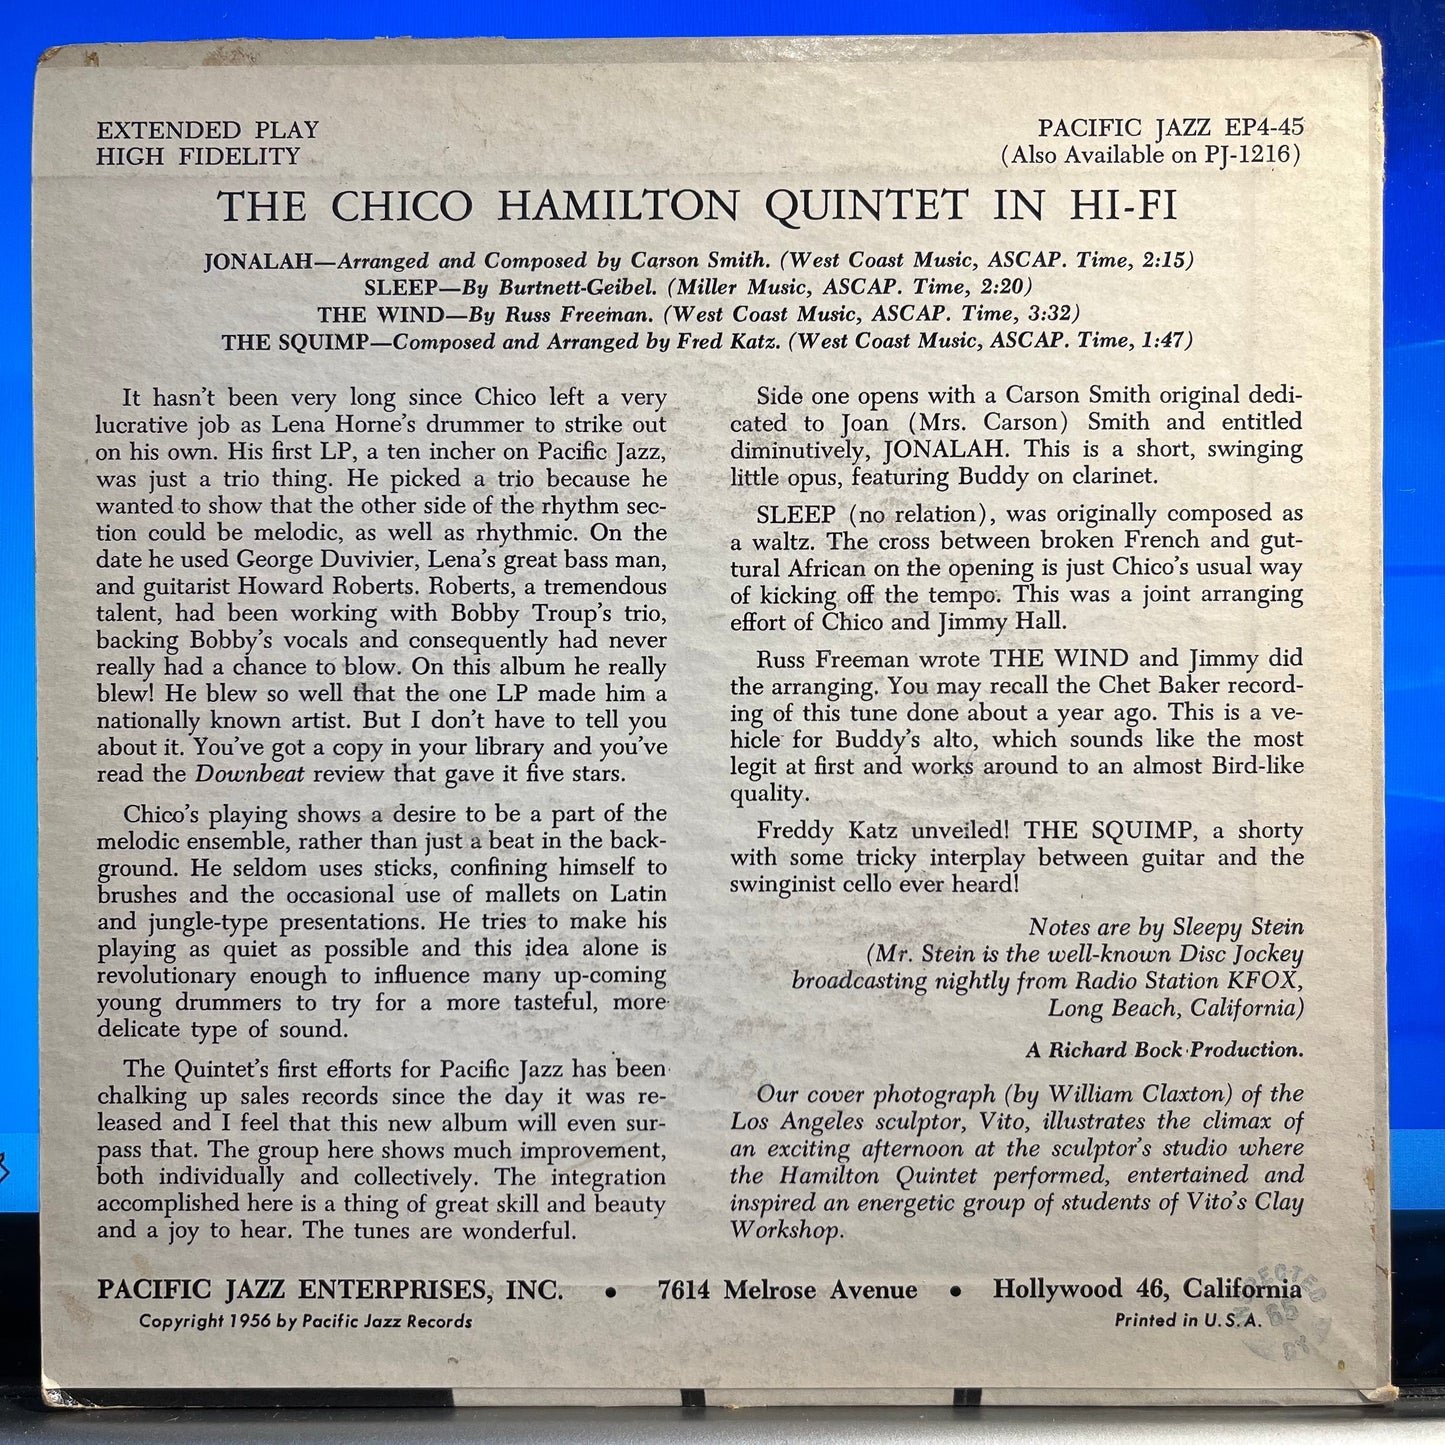 EXTENDED PLAY
HIGH FIDELITY
PACIFIC JAZZ EP4-45
(Also Available on PJ-1216)
THE CHICO HAMILTON QUINTET IN HI-FI
JONALAH—Arranged and Composed by Carson Smith. (West Coast Music, ASCAP. Time, 2:15)
SLEEP—By Burtnett-Geibel. (Miller Music, ASCAP. Time, 2:20)
THE WIND—By Russ Freeman. (West Coast Music, ASCAP. Time, 3:32)
THE SQUIMP—Composed and Arranged by Fred Katz. (West Coast Music, ASCAP. Time, 1:47)
It hasn't been very long since Chico left a very
lucrative job as Lena Horne's drummer to strike out
on his own. His first LP, a ten incher on Pacific Jazz,
was just a trio thing. He picked a trio because he
wanted to show that the other side of the rhythm sec-
tion could be melodic, as well as rhythmic. On the
date he used George Duvivier, Lena's great bass man,
and guitarist Howard Roberts. Roberts, a tremendous
talent, had been working with Bobby Troup's trio,
backing Bobby's vocals and consequently had never
really had a chance to blow. On this album he really
blew! He blew so well that the one LP made him a
nationally known artist. But I don't have to tell you
about it. You've got a copy in your library and you've
read the Downbeat review that gave it five stars.
Chico's playing shows a desire to be a part of the
melodic ensemble, rather than just a beat in the back-
ground. He seldom uses sticks, confining himself to
brushes and the occasional use of mallets on Latin
and jungle-type presentations. He tries to make his
playing as quiet as possible and this idea alone is
revolutionary enough to influence many up-coming
young drummers to try for a more tasteful, more
delicate type of sound.
The Quintet's first efforts for Pacific Jazz has been
chalking up sales records since the day it was re-
leased and I feel that this new album will even sur-
pass that. The group here shows much improvement,
both individually and collectively. The integration
accomplished here is a thing of great skill and beauty
and a joy to hear. The tunes are wonderful.
Side one opens with a Carson Smith original dedi-
cated to Joan (Mrs. Carson) Smith and entitled
diminutively, JONALAH. This is a short, swinging
little opus, featuring Buddy on clarinet.
SLEEP (no relation), was originally composed as
a waltz. The cross between broken French and gut-
tural African on the opening is just Chico's usual way
of kicking off the tempo. This was a joint arranging
effort of Chico and Jimmy Hall.
Russ Freeman wrote THE WIND and Jimmy did
the arranging. You may recall the Chet Baker record-
ing of this tune done about a year ago. This is a ve-
hicle for Buddy's alto, which sounds like the most
legit at first and works around to an almost Bird-like
quality.
Freddy Katz unveiled! THE SQUIMP, a shorty
with some tricky interplay between guitar and the
swinginist cello ever heard!
Notes are by Sleepy Stein
(Mr. Stein is the well-known Disc Jockey
broadcasting nightly from Radio Station KFOX,
Long Beach, California)
A Richard Bock Production.
Our cover photograph (by William Claxton) of the
Los Angeles sculptor, Vito, illustrates the climax of
an exciting afternoon at the sculptor's studio where
the Hamilton Quintet performed, entertained and
inspired an energetic group of students of Vito's Clay
Workshop.
PACIFIC JAZZ ENTERPRISES, INC. • 7614 Melrose Avenue • Hollywood 46, California
Copyright 1956 by Pacific Jazz Records
Printed in U.S.A.
65
BY